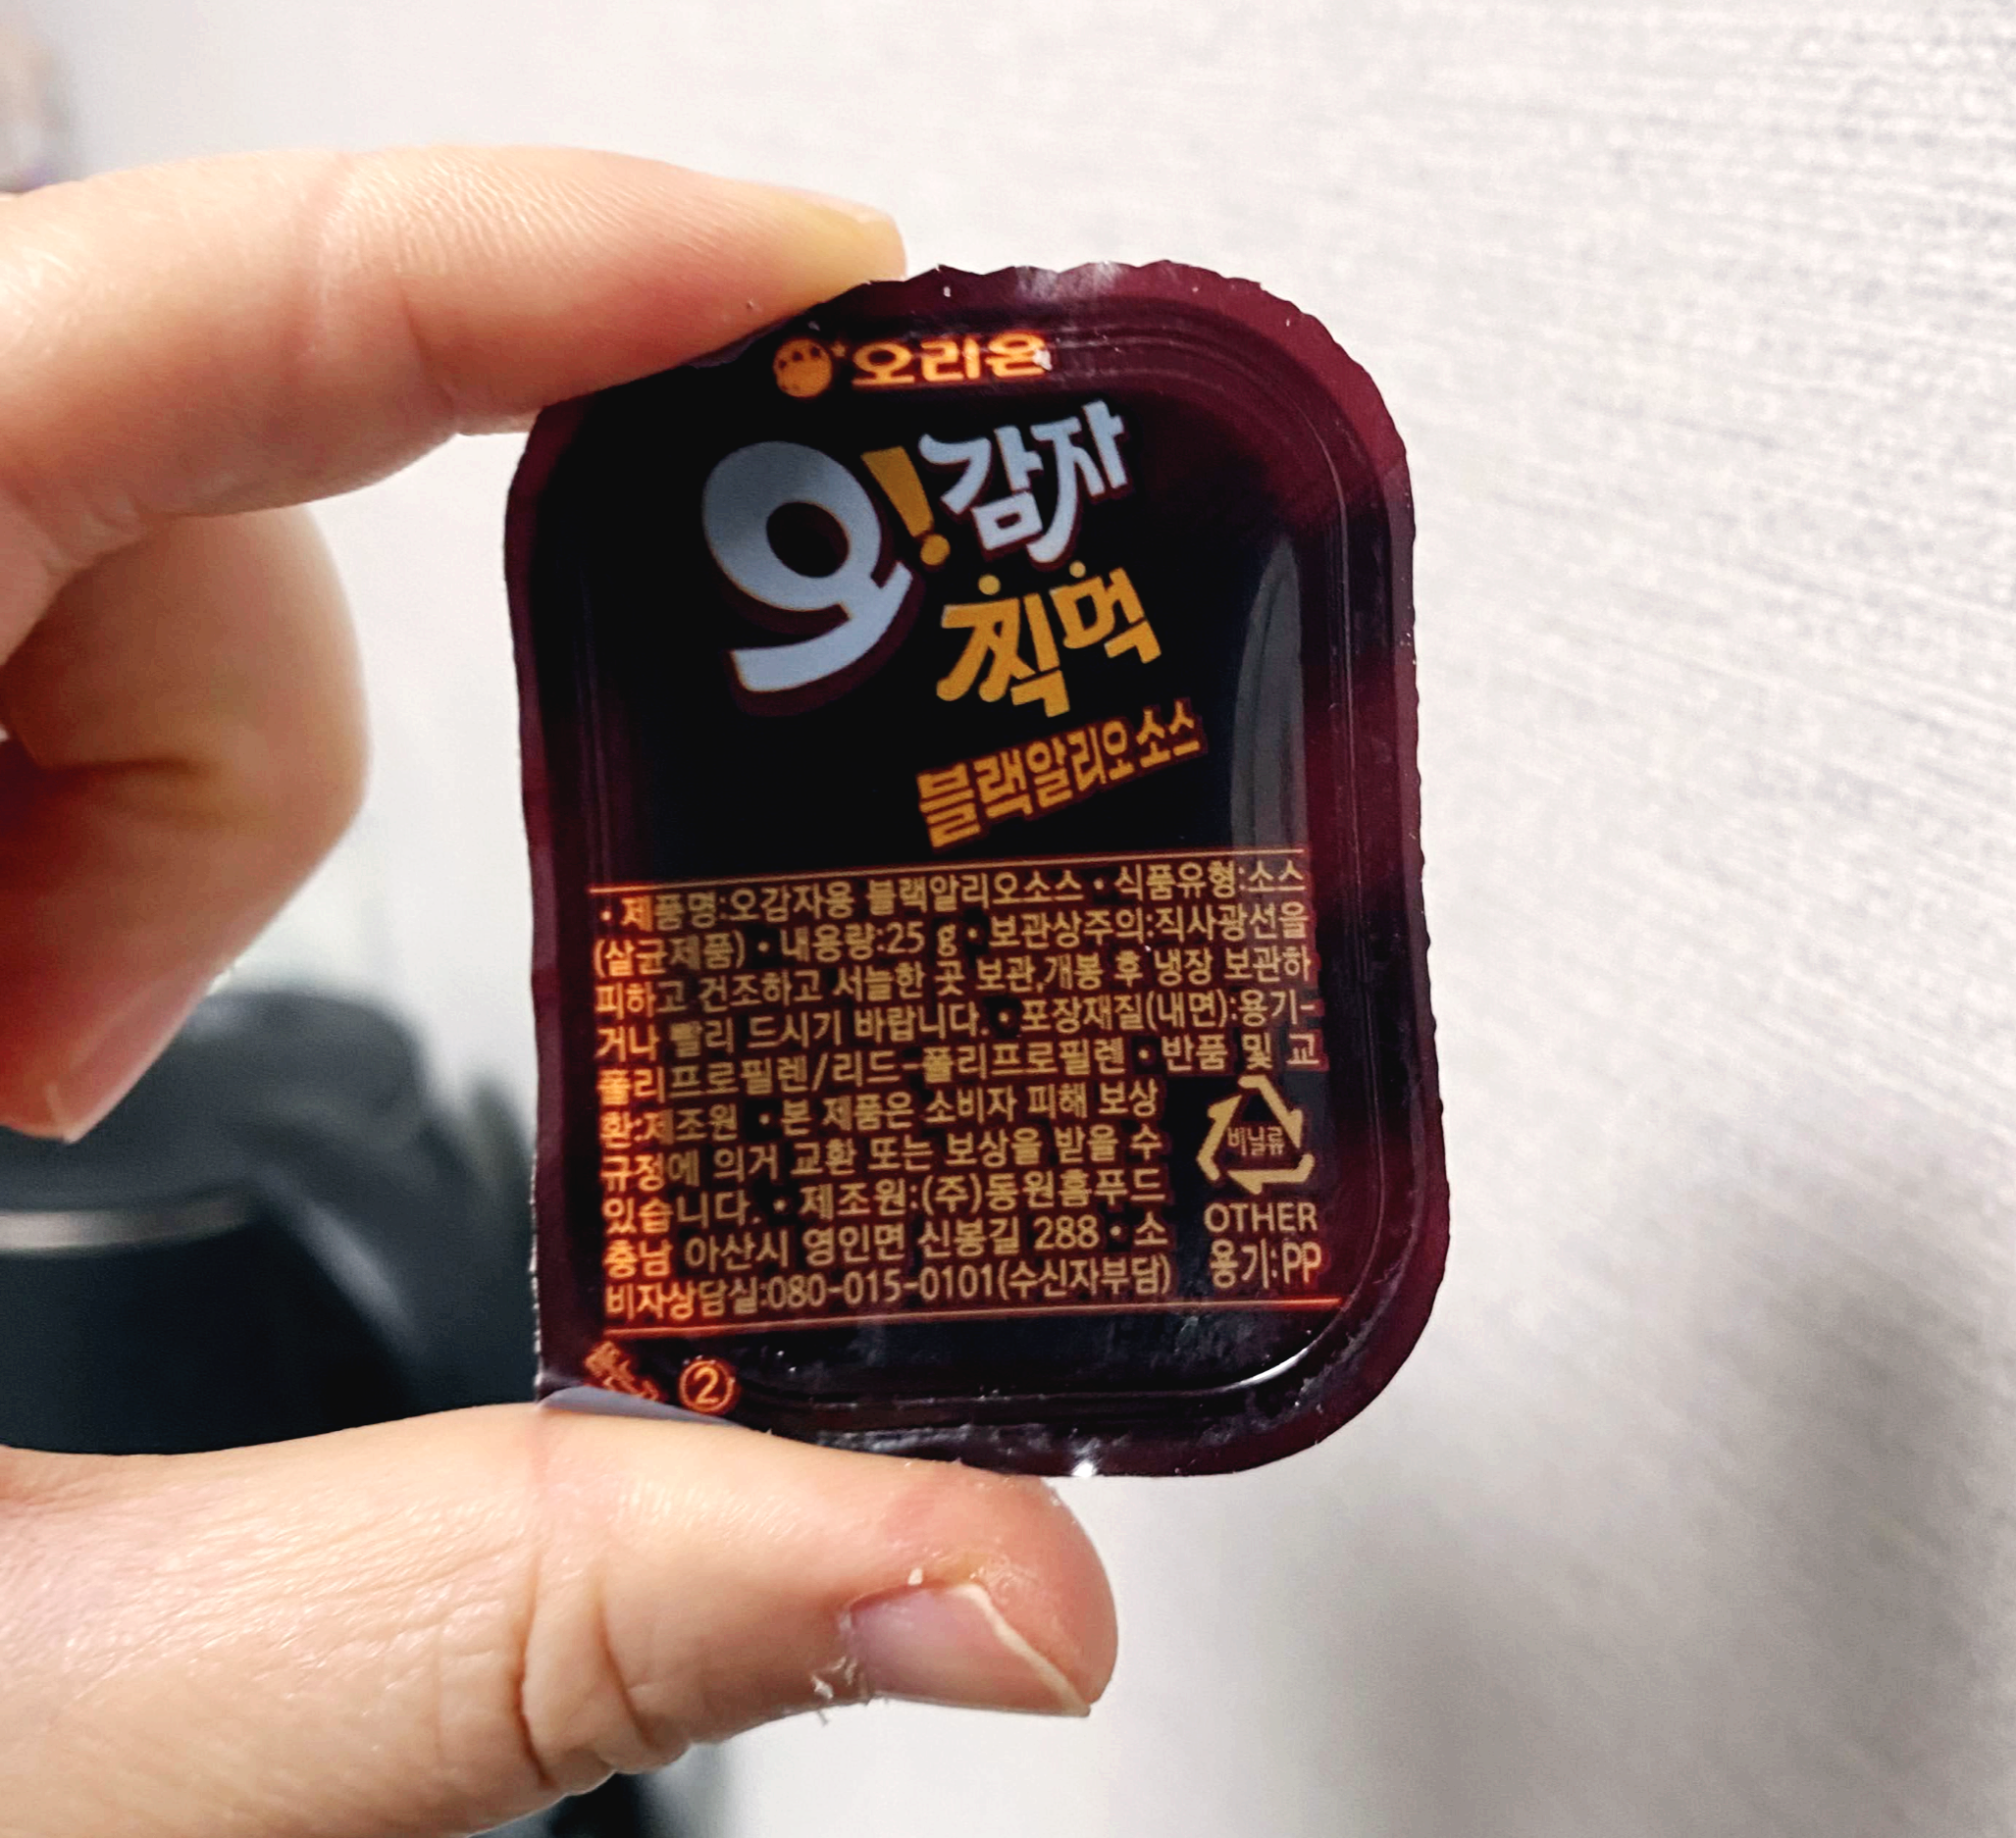 오리온
오!감자
찍먹
블랙알리오소스
·제품명:오감자용 블랙알리오소스·식품유형:소스
(살균제품)·내용량:25 g·보관상주의:직사광선을
피하고 건조하고 서늘한 곳 보관,개봉 후 냉장 보관하
거나 빨리 드시기 바랍니다.·포장재질(내면):용기-
폴리프로필렌/리드-폴리프로필렌·반품 및 교
환:제조원 ·본 제품은 소비자 피해 보상
규정에 의거 교환 또는 보상을 받을 수
있습니다.·제조원:(주)동원홈푸드
충남 아산시 영인면 신봉길 288·소
비자상담실:080-015-0101(수신자부담)
비닐류
OTHER
용기:PP
②